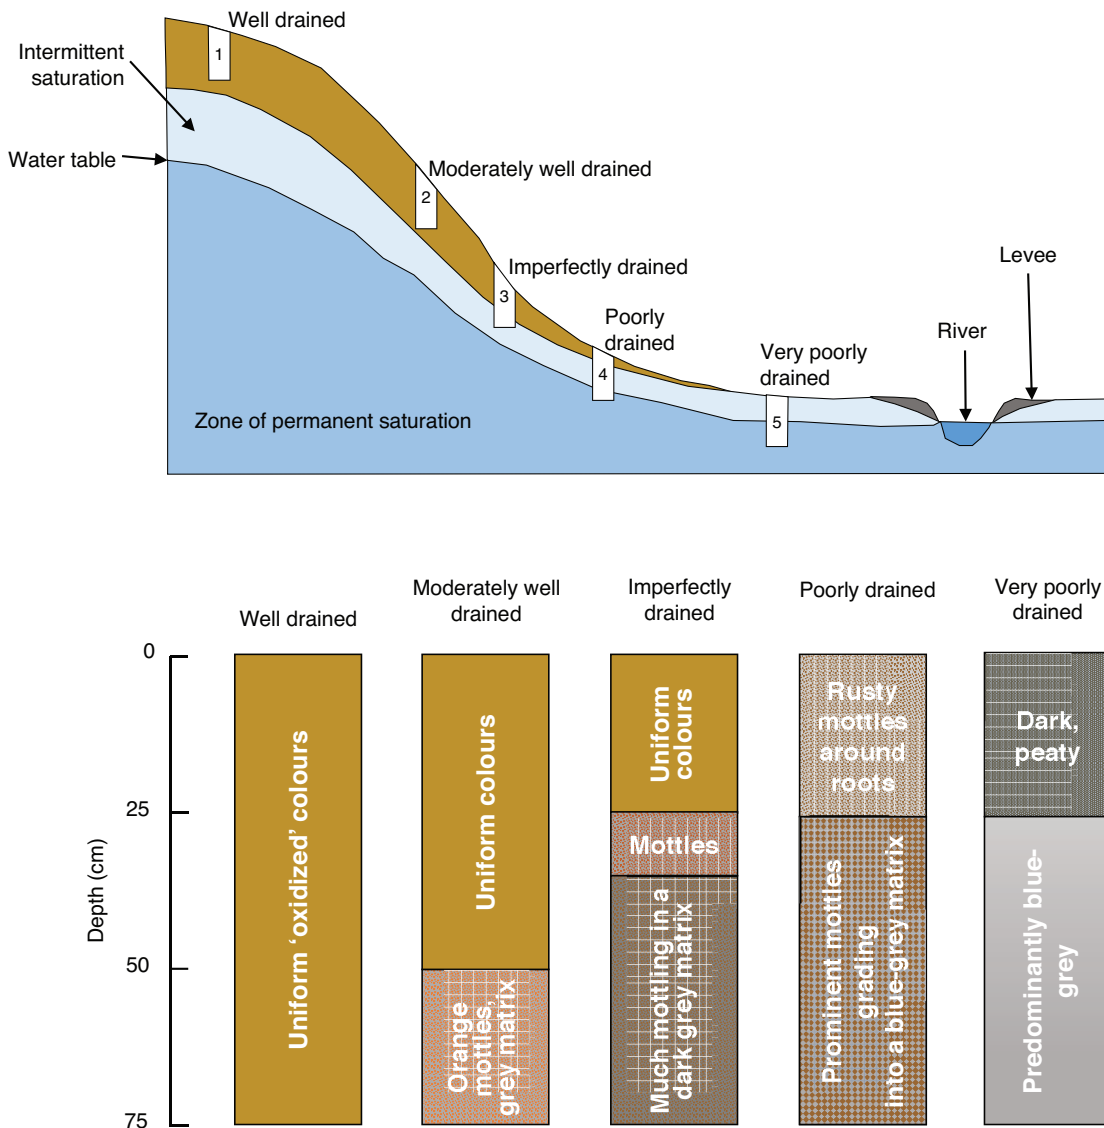 Well drained
1
Intermittent
saturation
Water table
Moderately well drained
2
Imperfectly drained
3
Poorly
drained
4
Very poorly
drained
5
Levee
River
Zone of permanent saturation
Well drained
Moderately well
drained
Imperfectly
drained
Poorly drained
Very poorly
drained
0
25
50
75
Depth (cm)
Uniform ‘oxidized’ colours
Uniform colours
Orange
mottles,
grey matrix
Uniform
colours
Mottles
Much mottling in a
dark grey matrix
Rusty
mottles
around
roots
Prominent mottles
grading
into a blue-grey matrix
Dark,
peaty
Predominantly blue-
grey